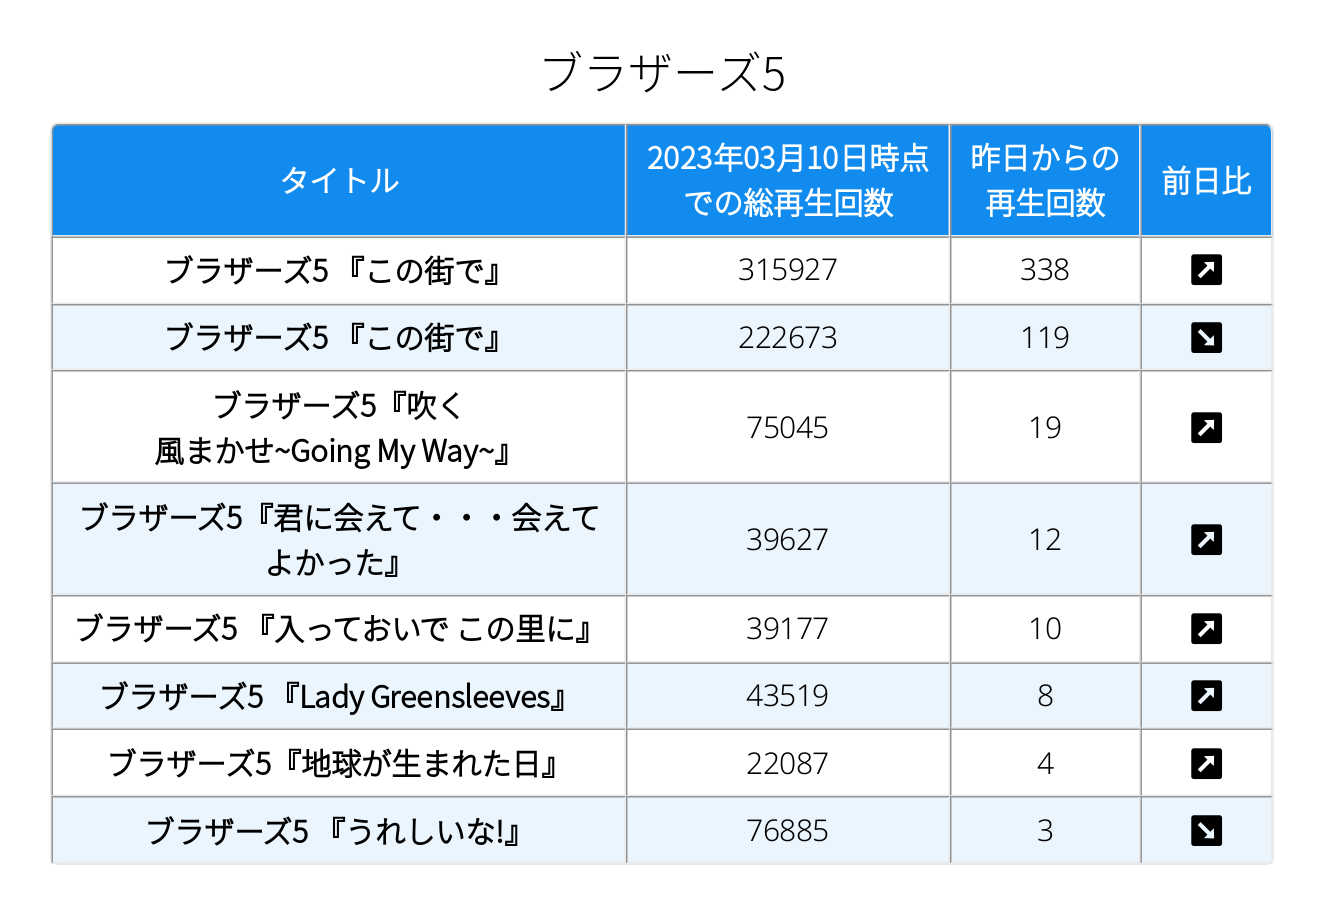 ブラザーズ5
タイトル
2023年03月10日時点
での総再生回数
昨日からの
再生回数
前日比
ブラザーズ5 『この街で』
315927
338
ブラザーズ5 『この街で』
222673
119
ブラザーズ5『吹く
風まかせ~Going My Way~』
75045
19
ブラザーズ5『君に会えて・・・会えて
よかった』
39627
12
ブラザーズ5 『入っておいで この里に』
39177
10
ブラザーズ5 『Lady Greensleeves』
43519
8
ブラザーズ5『地球が生まれた日』
22087
4
ブラザーズ5 『うれしいな!』
76885
3